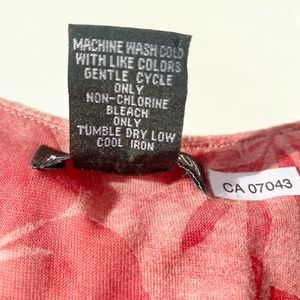 MACHINE WASH COLD
WITH LIKE COLORS
GENTLE CYCLE
ONLY
NON-CHLORINE
BLEACH
ONLY
TUMBLE DRY LOW
COOL IRON
CA 07043